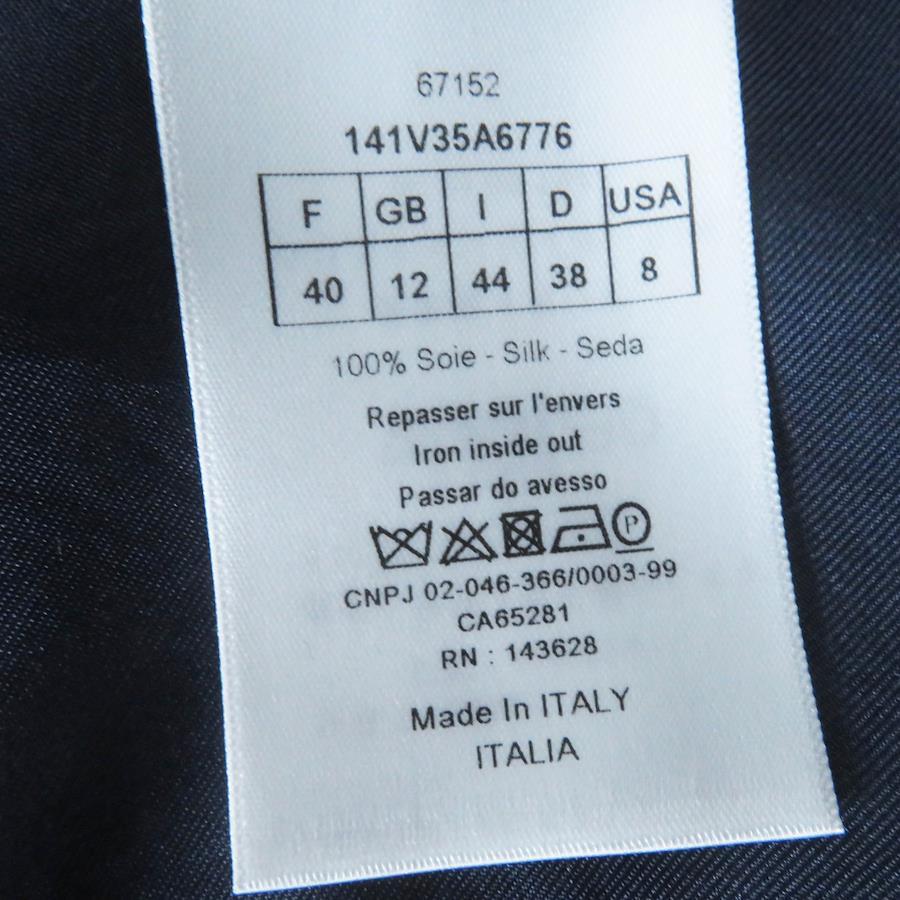 67152
141V35A6776
F GB I D USA
40 12 44 38 8
100% Soie - Silk - Seda
Repasser sur l'envers
Iron inside out
Passar do avesso
P
CNPJ 02-046-366/0003-99
CA65281
RN : 143628
Made In ITALY
ITALIA